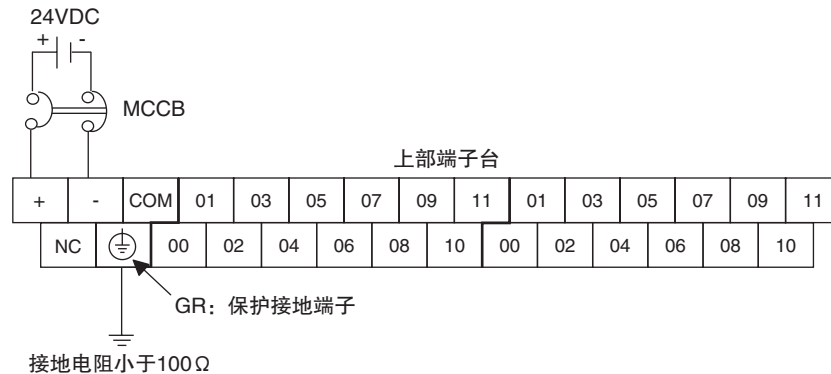 24VDC
+ -
MCCB
上部端子台
+ - COM 01 03 05 07 09 11 01 03 05 07 09 11
NC 00 02 04 06 08 10 00 02 04 06 08 10
GR：保护接地端子
接地电阻小于100Ω